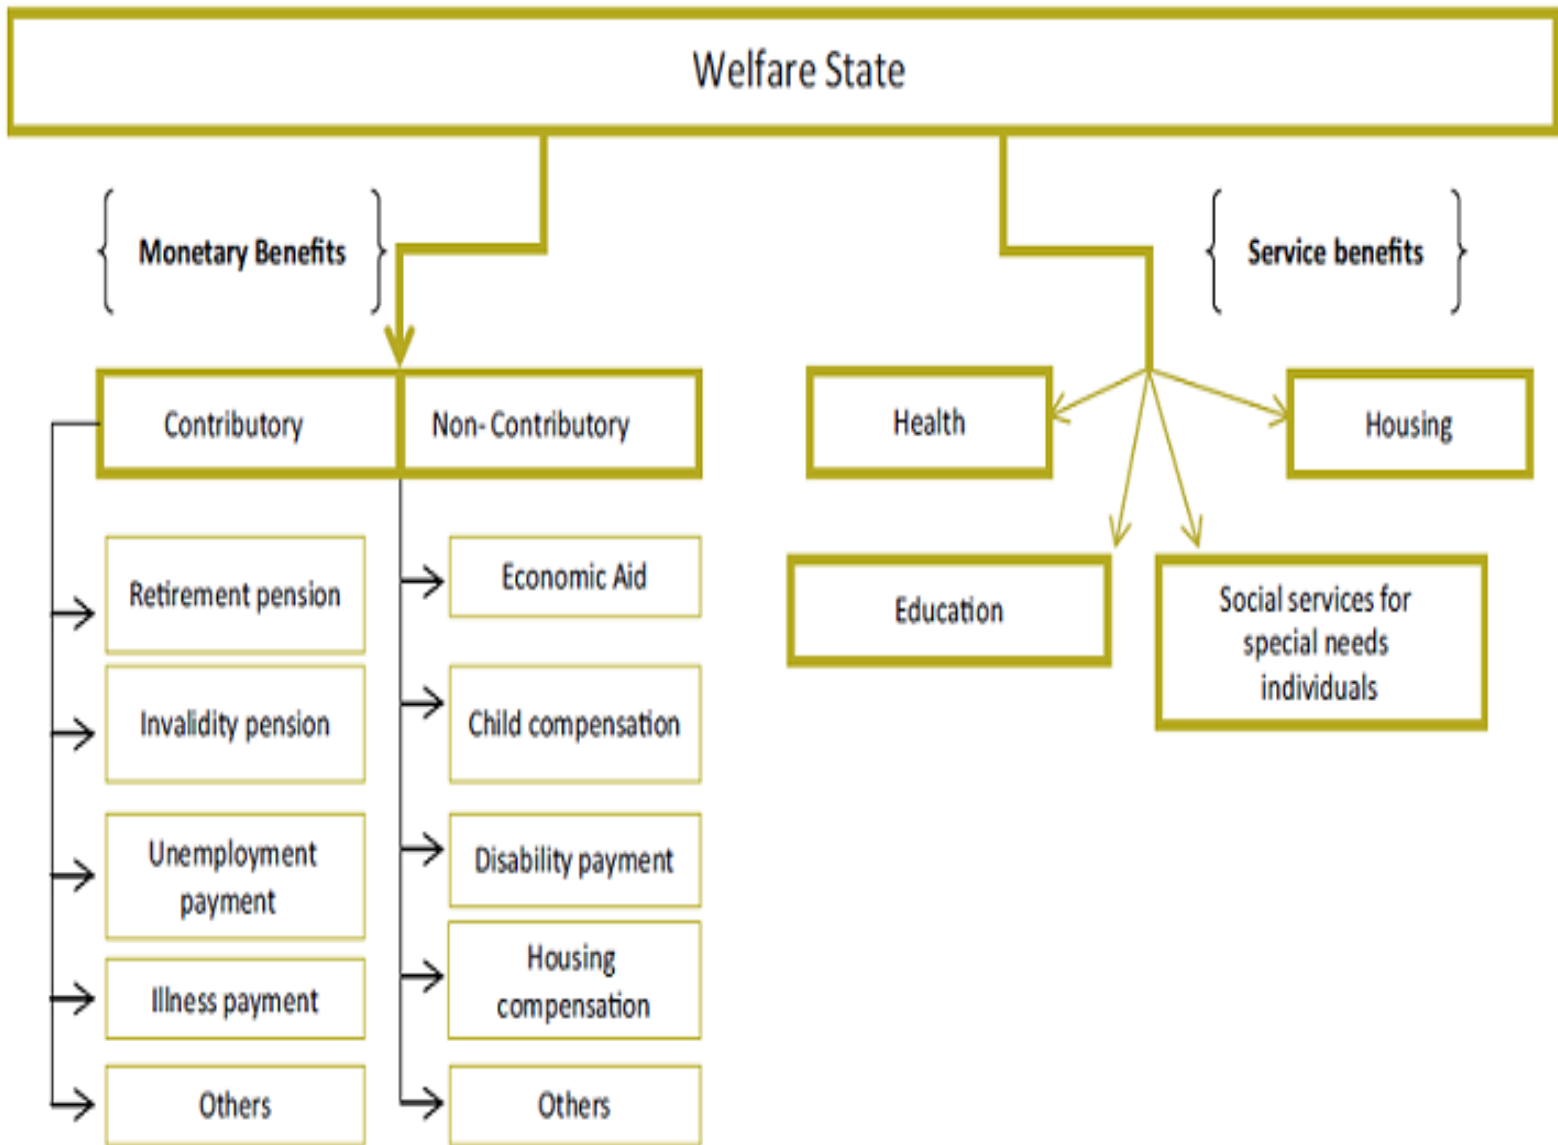 Welfare State
Monetary Benefits
Service benefits
Contributory
Non- Contributory
Health
Housing
Retirement pension
Economic Aid
Education
Social services for
special needs
individuals
Invalidity pension
Child compensation
Unemployment
payment
Disability payment
Illness payment
Housing
compensation
Others
Others